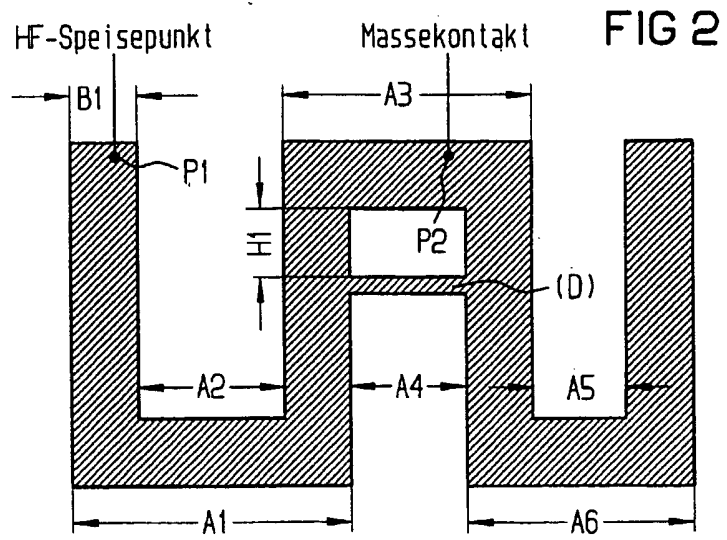 FIG 2
HF-Speisepunkt
Massekontakt
B1
A3
P1
P2
H1
(D)
A2
A4
A5
A1
A6